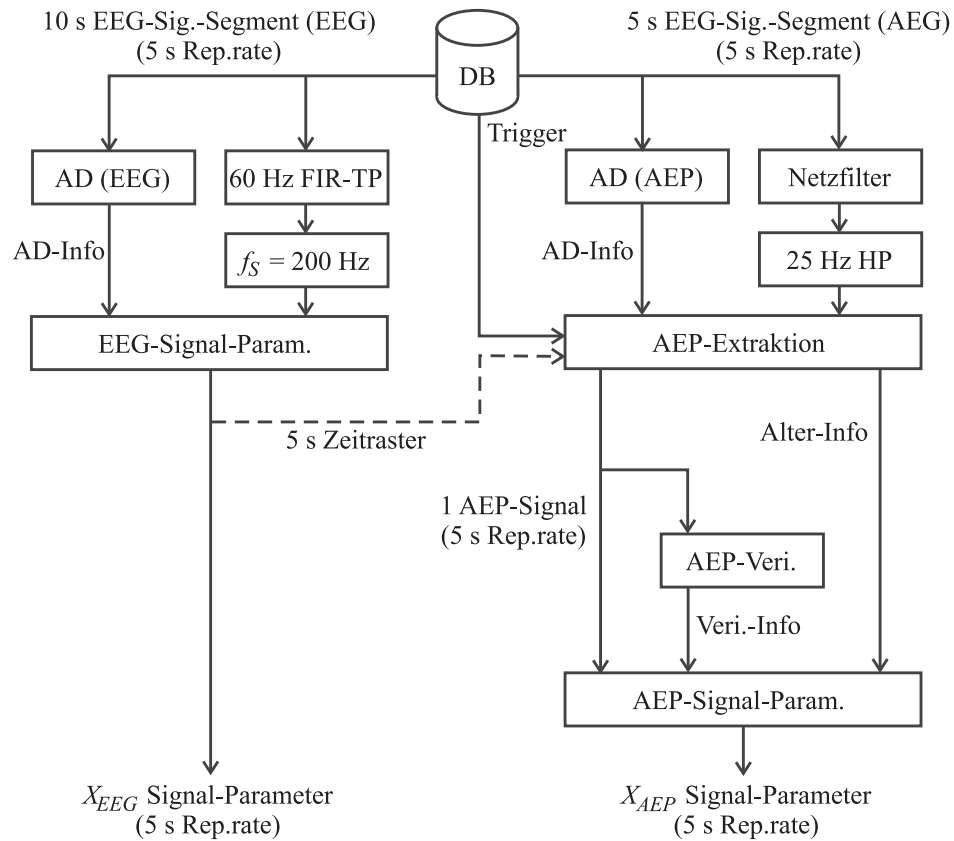 10 s EEG-Sig.-Segment (EEG)
(5 s Rep.rate)
5 s EEG-Sig.-Segment (AEG)
(5 s Rep.rate)
DB
Trigger
AD (EEG)
60 Hz FIR-TP
AD (AEP)
Netzfilter
AD-Info
fS = 200 Hz
AD-Info
25 Hz HP
EEG-Signal-Param.
AEP-Extraktion
5 s Zeitraster
Alter-Info
1 AEP-Signal
(5 s Rep.rate)
AEP-Veri.
Veri.-Info
AEP-Signal-Param.
XEEG Signal-Parameter
(5 s Rep.rate)
XAEP Signal-Parameter
(5 s Rep.rate)